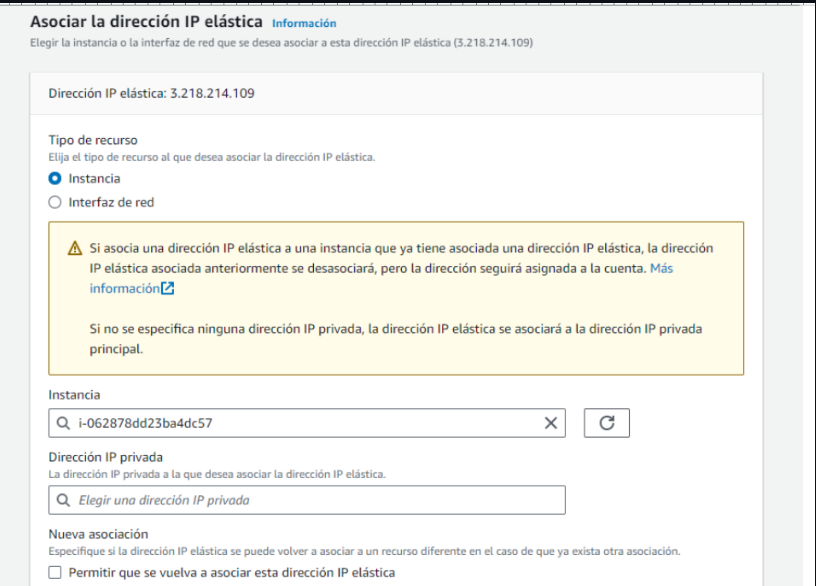 Asociar la dirección IP elástica Información
Elegir la instancia o la interfaz de red que se desea asociar a esta dirección IP elástica (3.218.214.109)
Dirección IP elástica: 3.218.214.109
Tipo de recurso
Elija el tipo de recurso al que desea asociar la dirección IP elástica.
Instancia
Interfaz de red
Si asocia una dirección IP elástica a una instancia que ya tiene asociada una dirección IP elástica, la dirección
IP elástica asociada anteriormente se desasociará, pero la dirección seguirá asignada a la cuenta. Más
información
Si no se especifica ninguna dirección IP privada, la dirección IP elástica se asociará a la dirección IP privada
principal.
Instancia
i-062878dd23ba4dc57
Dirección IP privada
La dirección IP privada a la que desea asociar la dirección IP elástica.
Elegir una dirección IP privada
Nueva asociación
Especifique si la dirección IP elástica se puede volver a asociar a un recurso diferente en el caso de que ya exista otra asociación.
Permitir que se vuelva a asociar esta dirección IP elástica